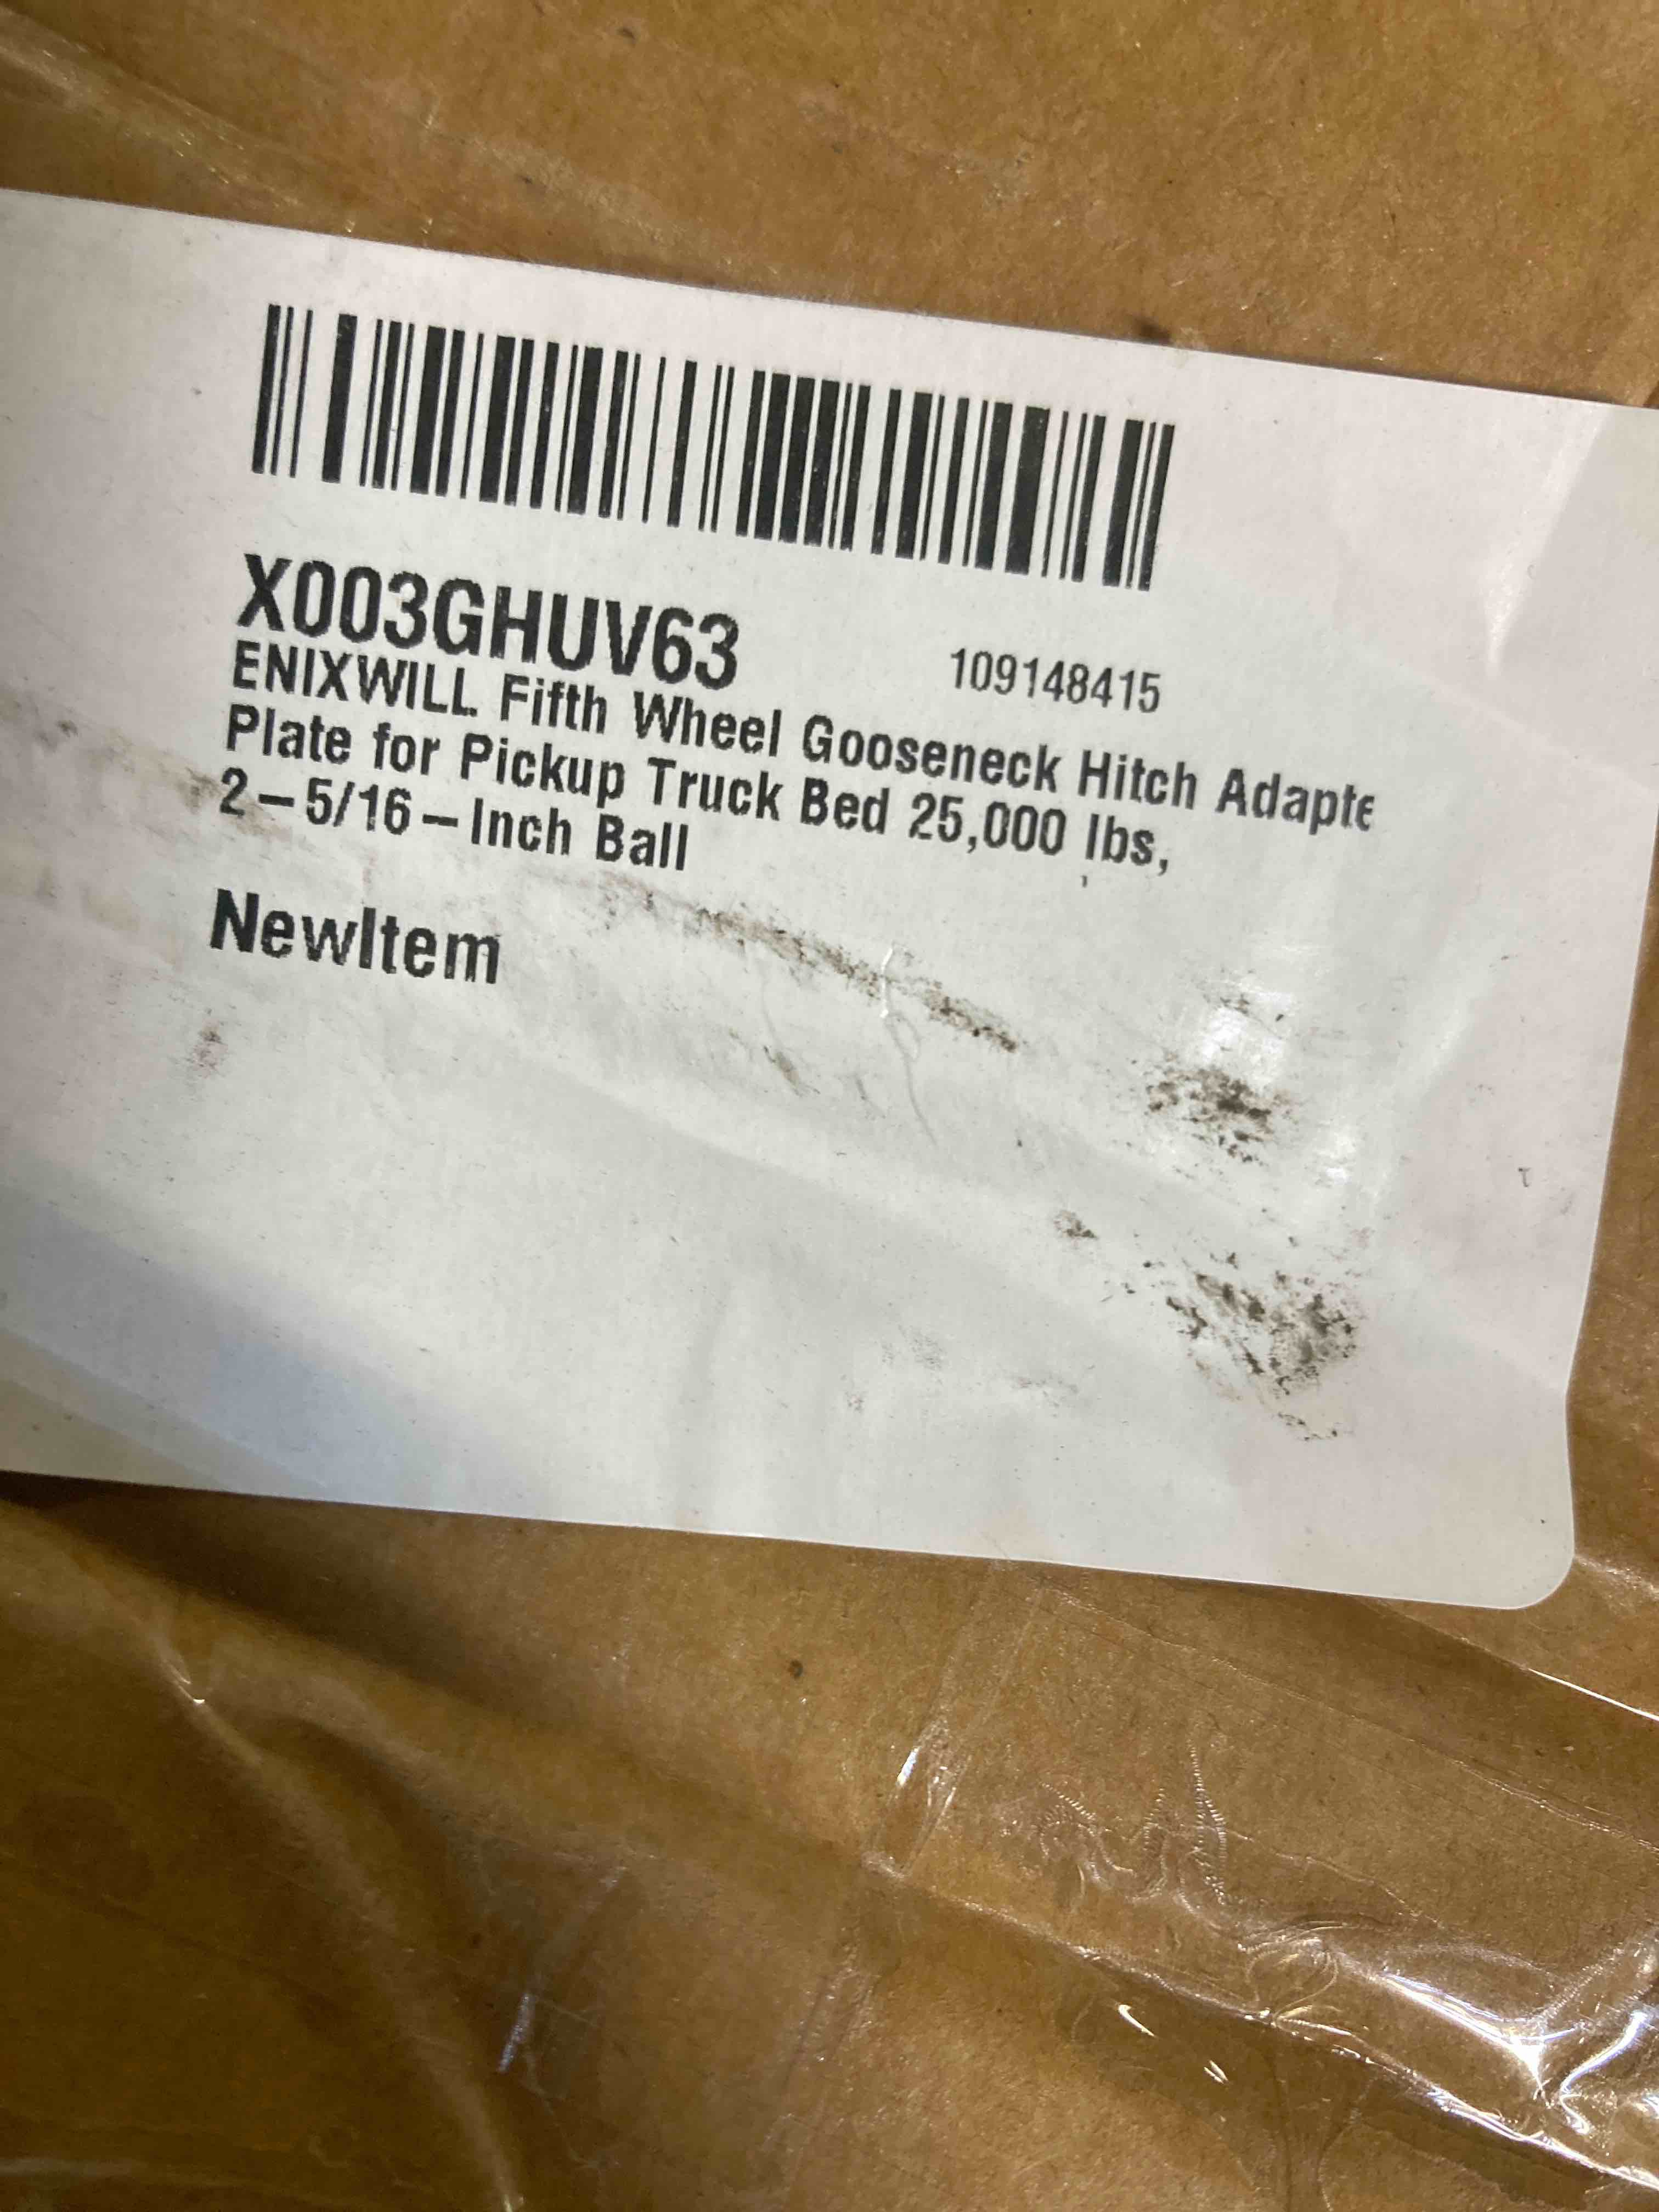 X003GHUV63 109148415
ENIXWILL Fifth Wheel Gooseneck Hitch Adapte
Plate for Pickup Truck Bed 25,000 lbs,
2-5/16-Inch Ball
NewItem